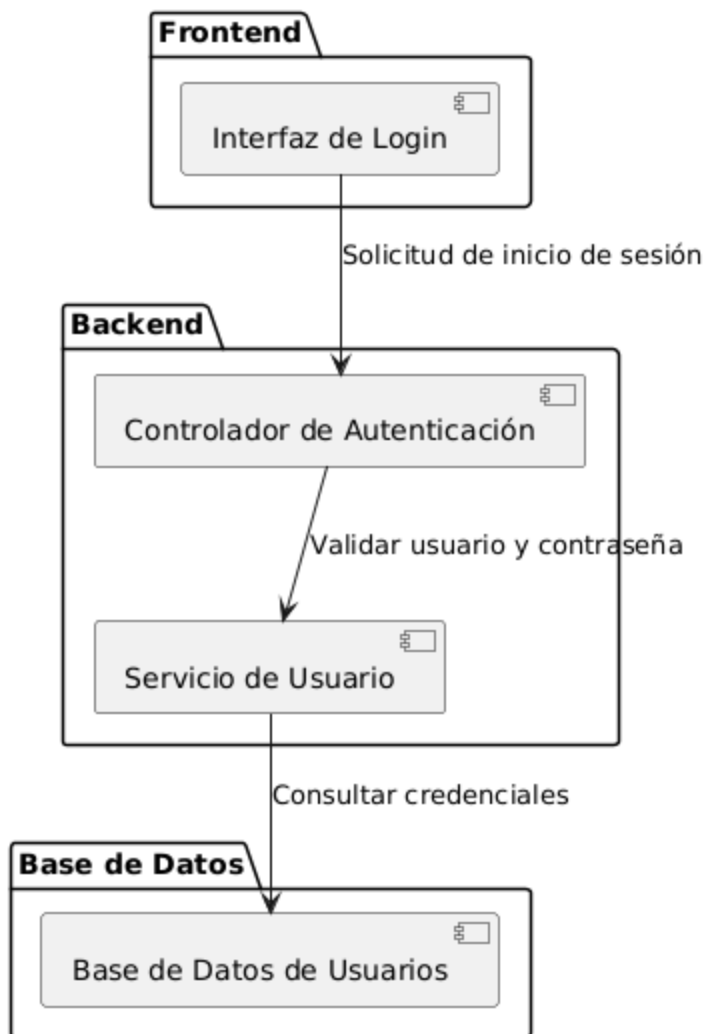 Frontend
Interfaz de Login
Solicitud de inicio de sesión
Backend
Controlador de Autenticación
Validar usuario y contraseña
Servicio de Usuario
Consultar credenciales
Base de Datos
Base de Datos de Usuarios